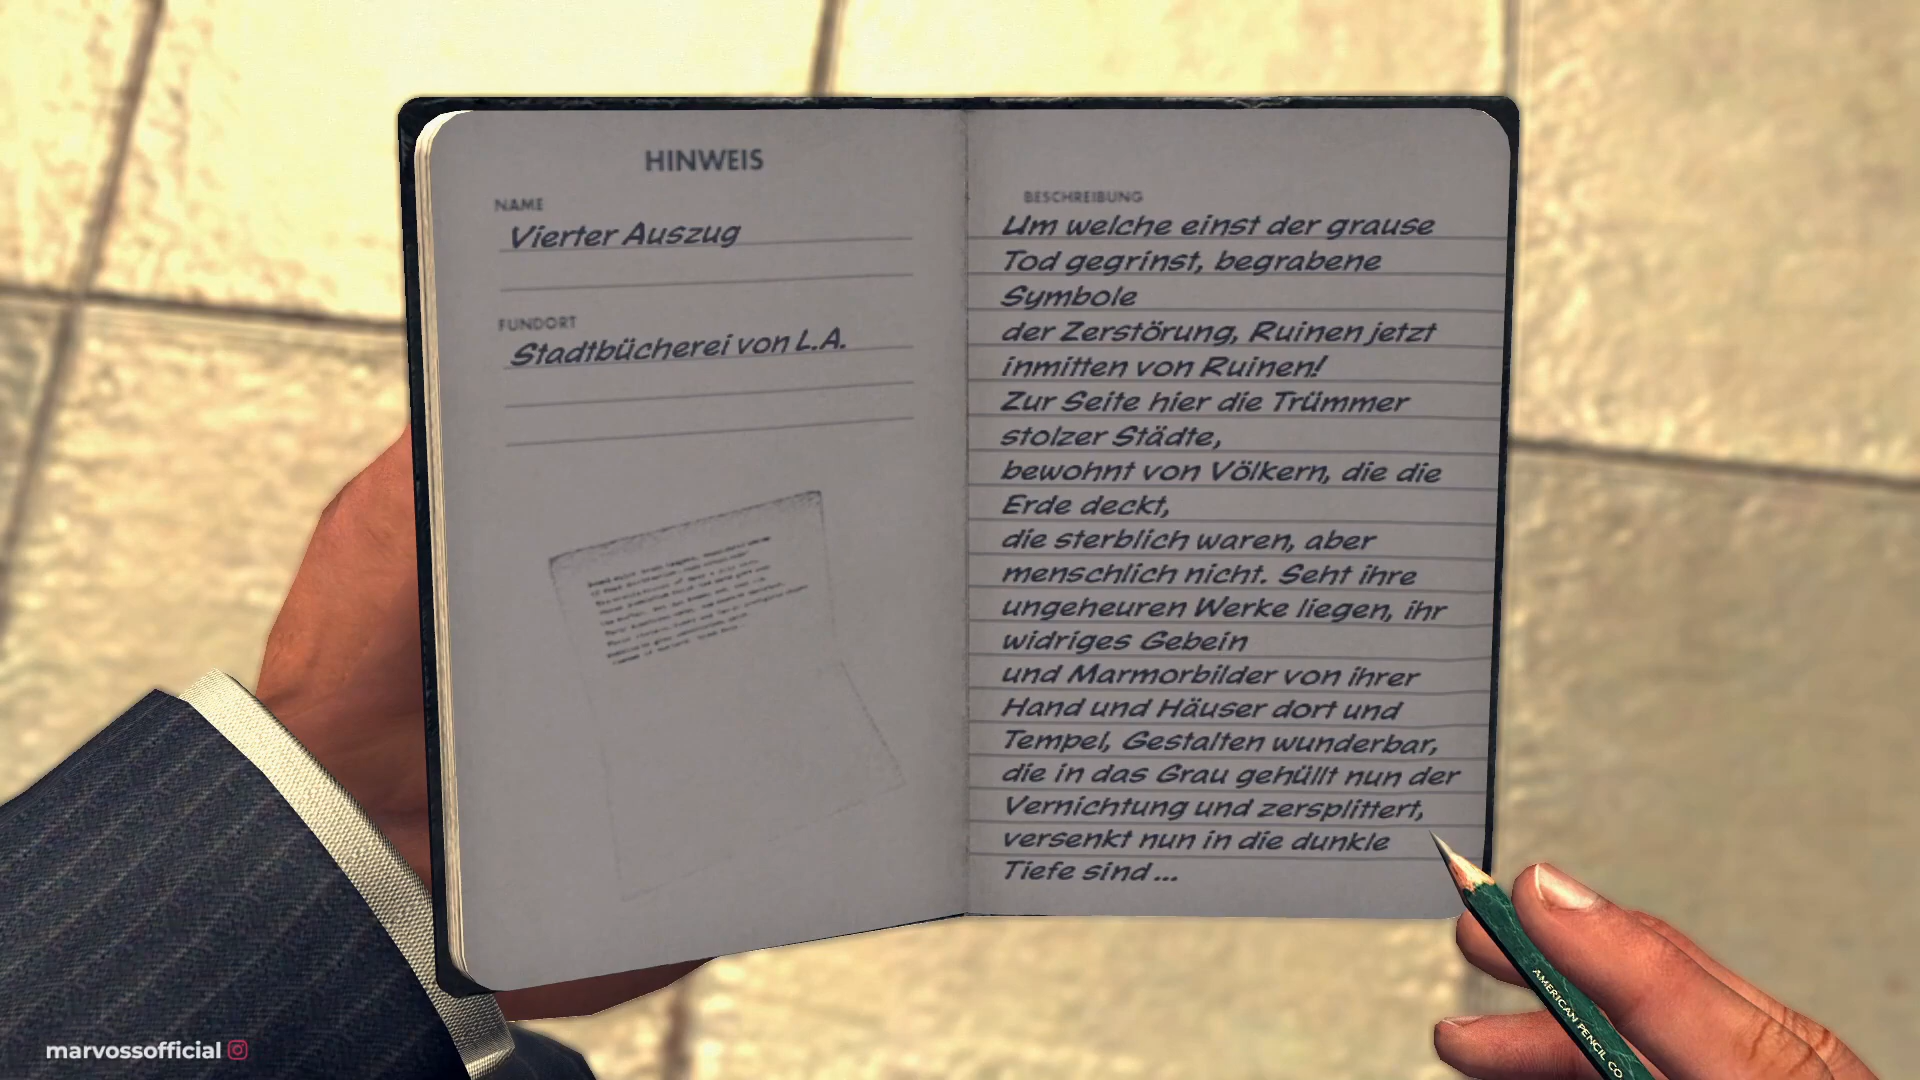 HINWEIS
NAME
Vierter Auszug
FUNDORT
Stadtbücherei von L.A.
BESCHREIBUNG
Um welche einst der grause
Tod gegrinst, begrabene
Symbole
der Zerstörung, Ruinen jetzt
inmitten von Ruinen!
Zur Seite hier die Trümmer
stolzer Städte,
bewohnt von Völkern, die die
Erde deckt,
die sterblich waren, aber
menschlich nicht. Seht ihre
ungeheuren Werke liegen, ihr
widriges Gebein
und Marmorbilder von ihrer
Hand und Häuser dort und
Tempel, Gestalten wunderbar,
die in das Grau gehüllt nun der
Vernichtung und zersplittert,
versenkt nun in die dunkle
Tiefe sind...
AMERICAN PENCIL CO
marvossofficial